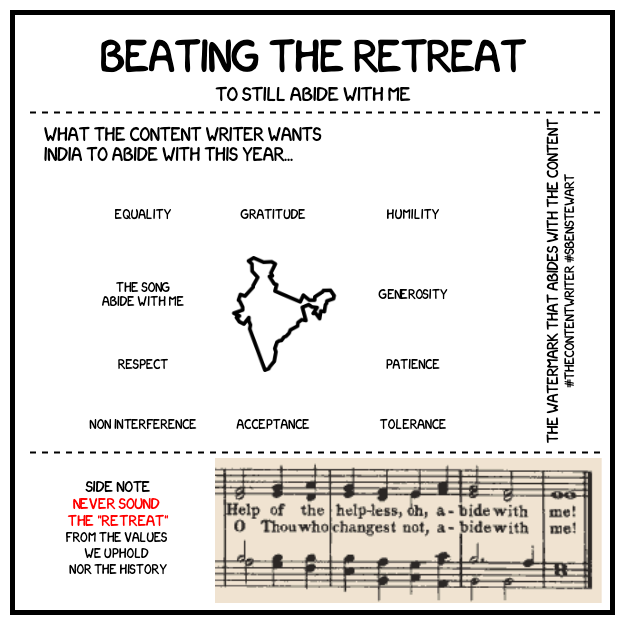 BEATING THE RETREAT
TO STILL ABIDE WITH ME
WHAT THE CONTENT WRITER WANTS
INDIA TO ABIDE WITH THIS YEAR...
EQUALITY
GRATITUDE
HUMILITY
THE SONG
ABIDE WITH ME
GENEROSITY
RESPECT
PATIENCE
NON INTERFERENCE
ACCEPTANCE
TOLERANCE
THE WATERMARK THAT ABIDES WITH THE CONTENT
#THECONTENTWRITER #SBENSTEWART
SIDE NOTE
NEVER SOUND
THE "RETREAT"
FROM THE VALUES
WE UPHOLD
NOR THE HISTORY
Help of the help-less, oh, a-bide with me!
O Thou who changest not, a-bide with me!